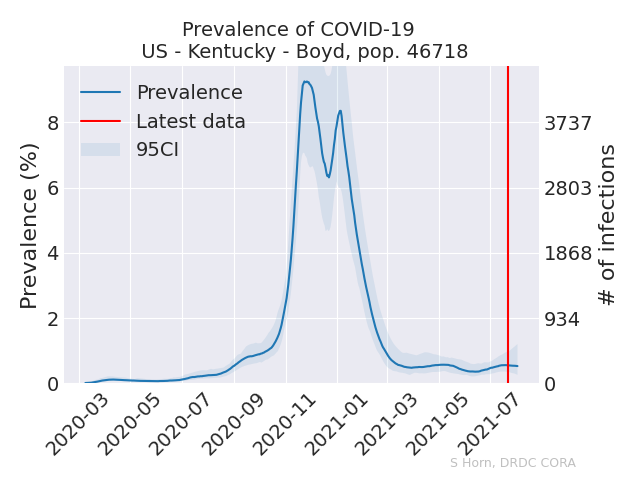 Prevalence of COVID-19
US - Kentucky - Boyd, pop. 46718
Prevalence
Latest data
95CI
Prevalence (%)
8
6
4
2
0
3737
2803
1868
934
0
# of infections
2020-03
2020-05
2020-07
2020-09
2020-11
2021-01
2021-03
2021-05
2021-07
S Horn, DRDC CORA